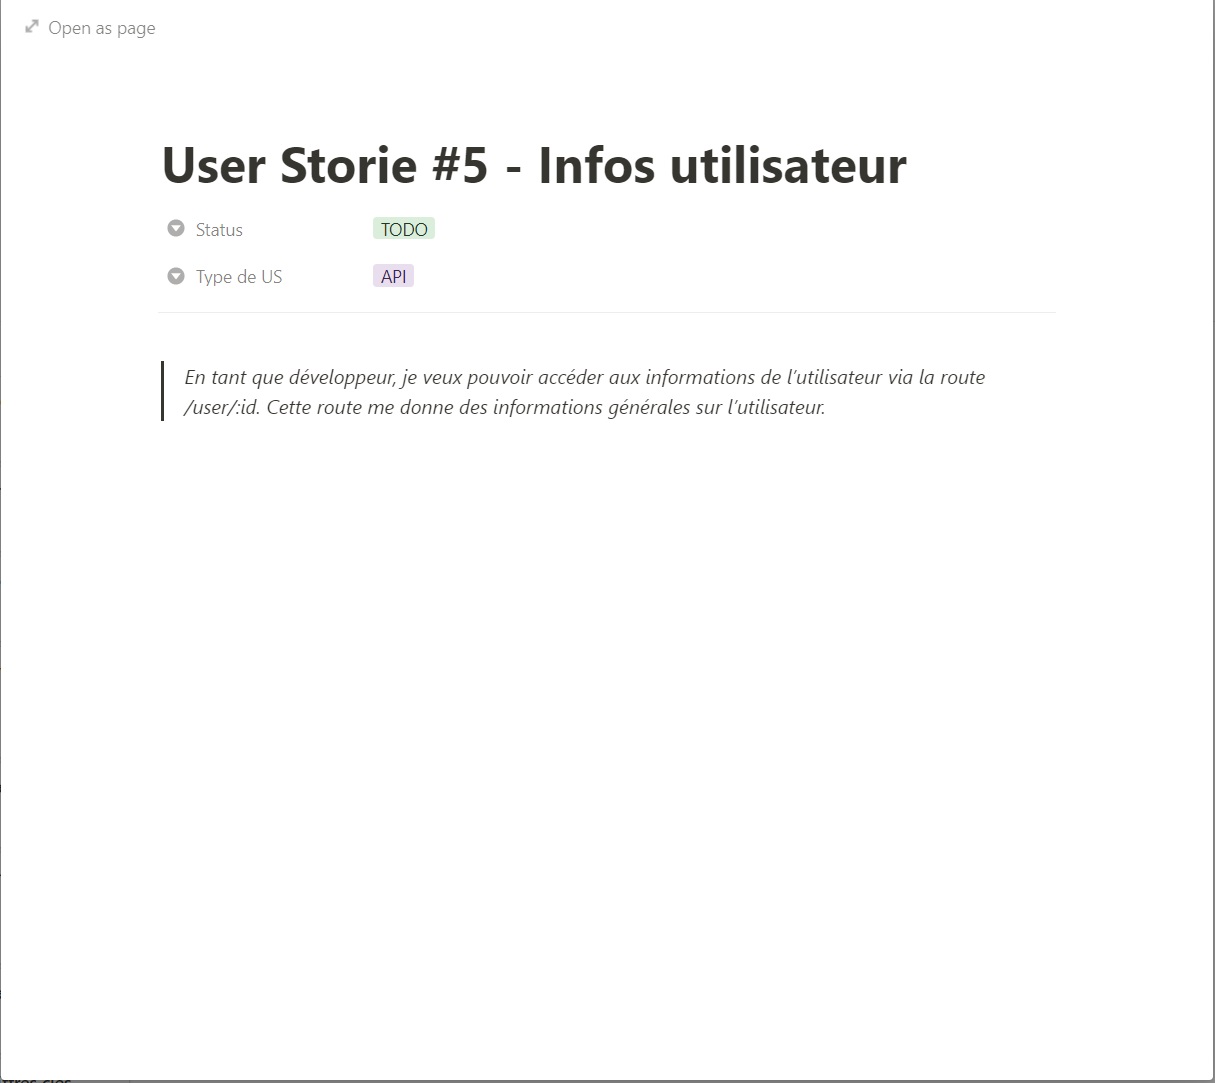 Open as page
User Storie #5 - Infos utilisateur
Status TODO
Type de US API
En tant que développeur, je veux pouvoir accéder aux informations de l’utilisateur via la route
/user/:id. Cette route me donne des informations générales sur l’utilisateur.